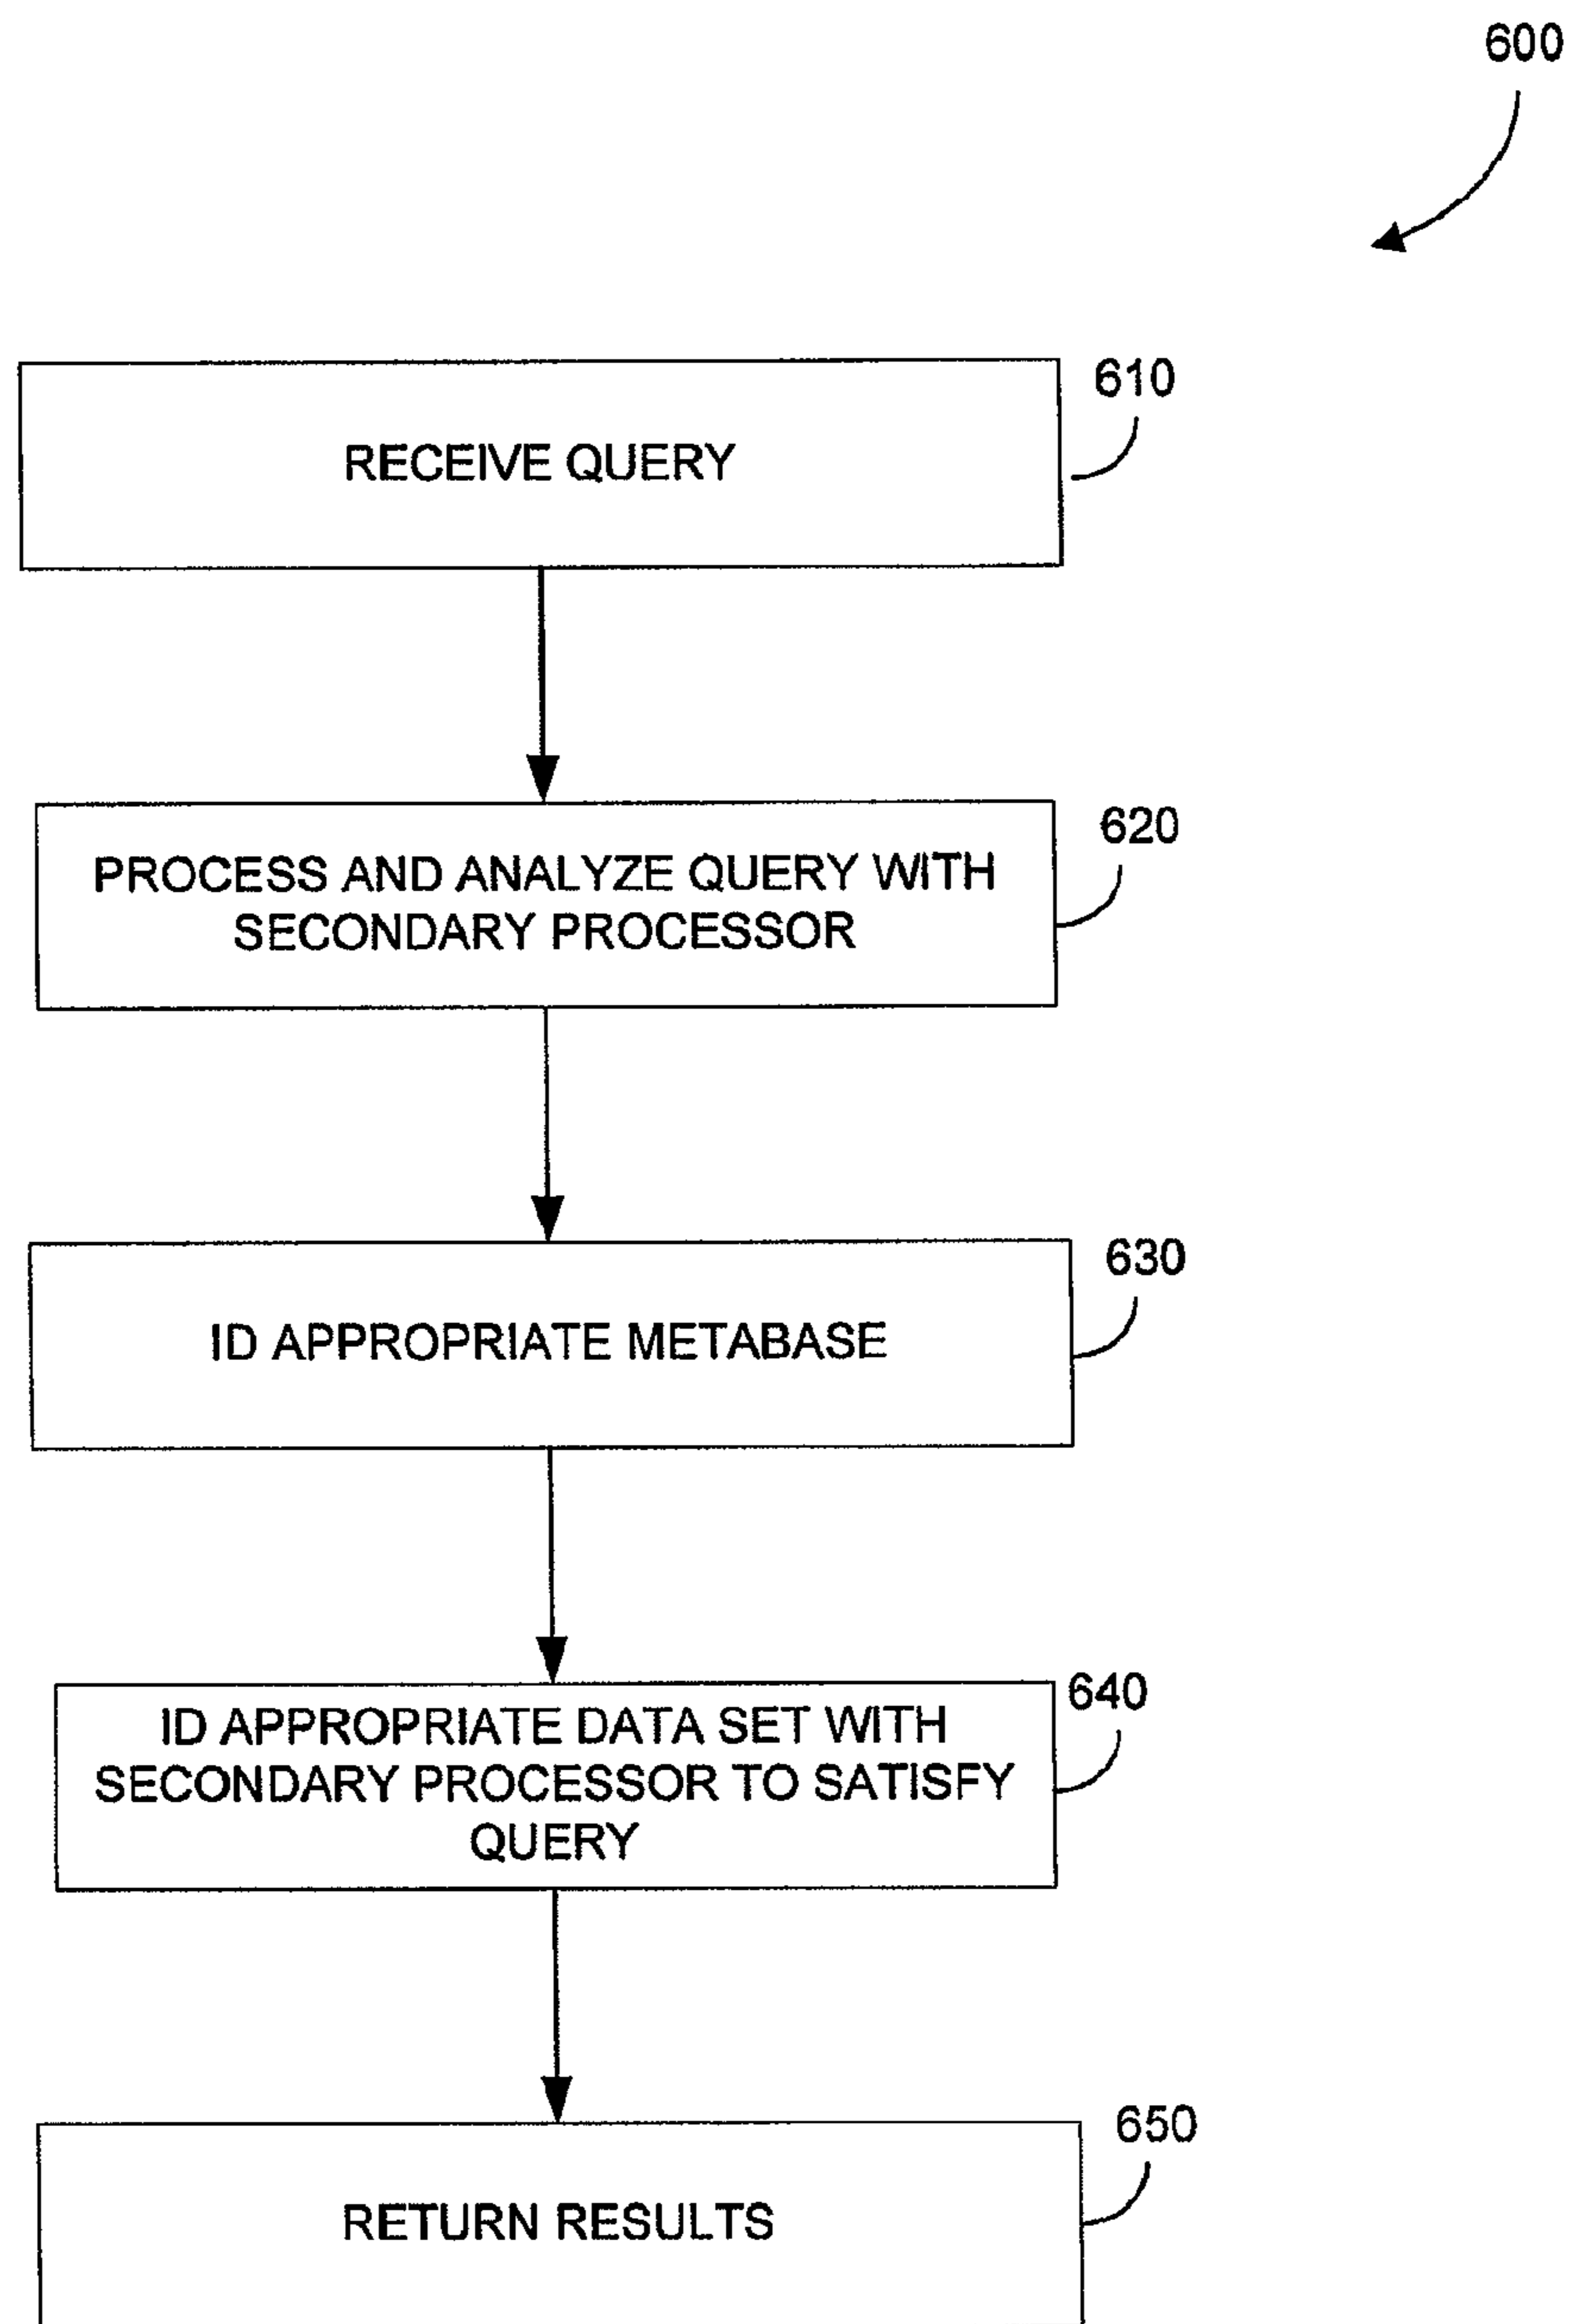 600
610
RECEIVE QUERY
620
PROCESS AND ANALYZE QUERY WITH
SECONDARY PROCESSOR
630
ID APPROPRIATE METABASE
640
ID APPROPRIATE DATA SET WITH
SECONDARY PROCESSOR TO SATISFY
QUERY
650
RETURN RESULTS